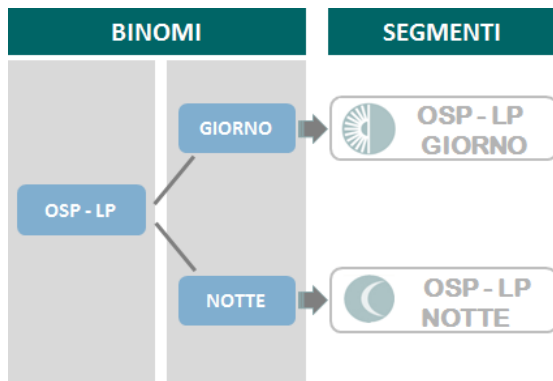 BINOMI
SEGMENTI
GIORNO
OSP - LP
GIORNO
OSP - LP
NOTTE
OSP - LP
NOTTE